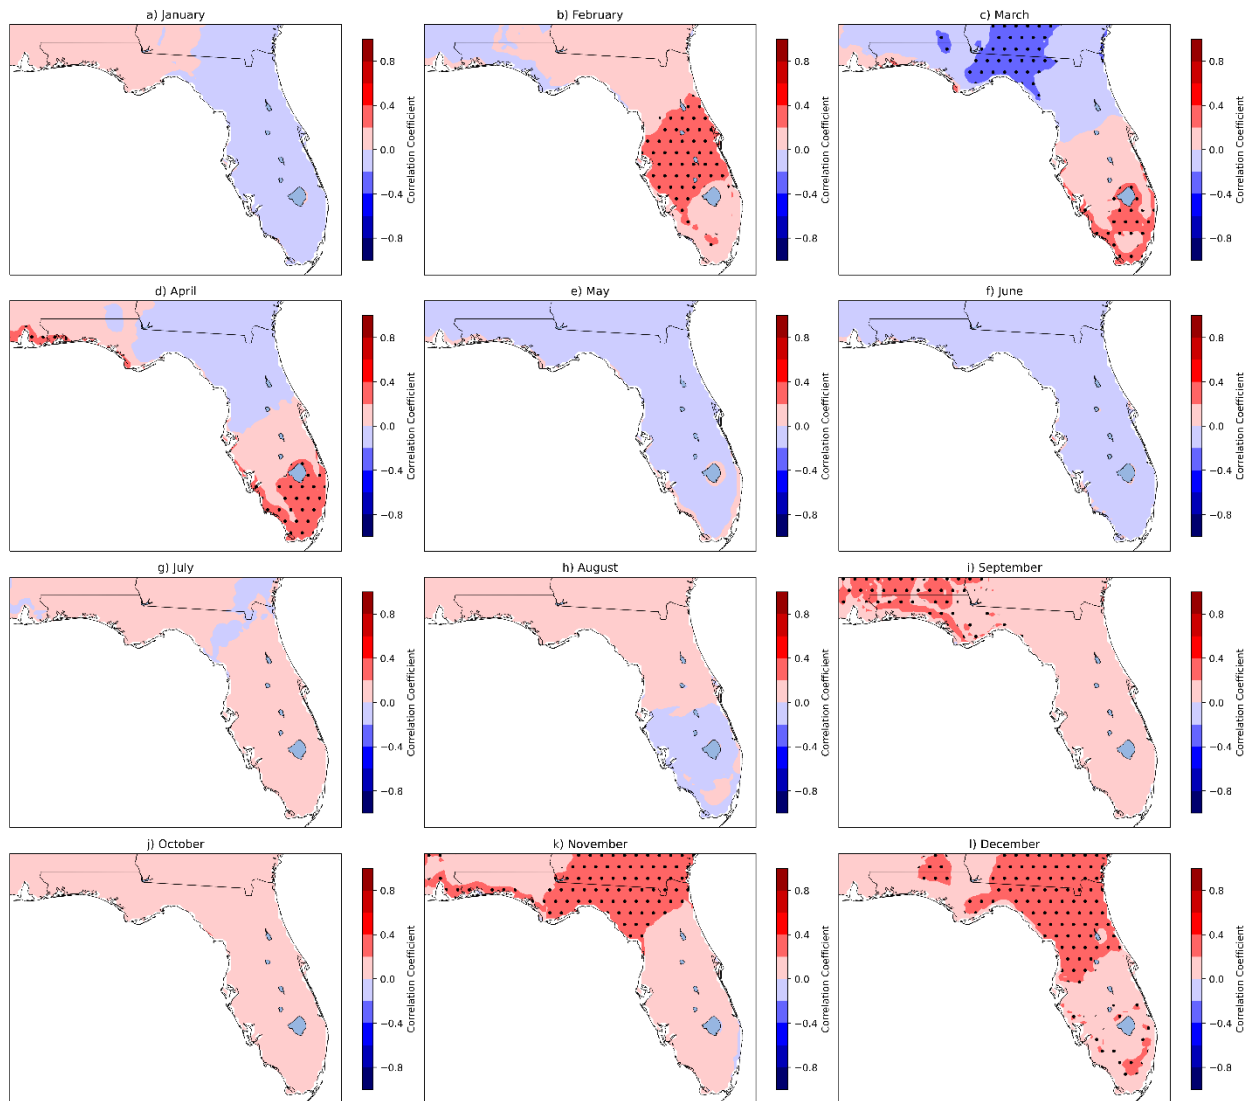 a) January
b) February
c) March
0.8
0.4
0.0
−0.4
−0.8
Correlation Coefficient
0.8
0.4
0.0
−0.4
−0.8
Correlation Coefficient
0.8
0.4
0.0
−0.4
−0.8
Correlation Coefficient
d) April
e) May
f) June
0.8
0.4
0.0
−0.4
−0.8
Correlation Coefficient
0.8
0.4
0.0
−0.4
−0.8
Correlation Coefficient
0.8
0.4
0.0
−0.4
−0.8
Correlation Coefficient
g) July
h) August
i) September
0.8
0.4
0.0
−0.4
−0.8
Correlation Coefficient
0.8
0.4
0.0
−0.4
−0.8
Correlation Coefficient
0.8
0.4
0.0
−0.4
−0.8
Correlation Coefficient
j) October
k) November
l) December
0.8
0.4
0.0
−0.4
−0.8
Correlation Coefficient
0.8
0.4
0.0
−0.4
−0.8
Correlation Coefficient
0.8
0.4
0.0
−0.4
−0.8
Correlation Coefficient